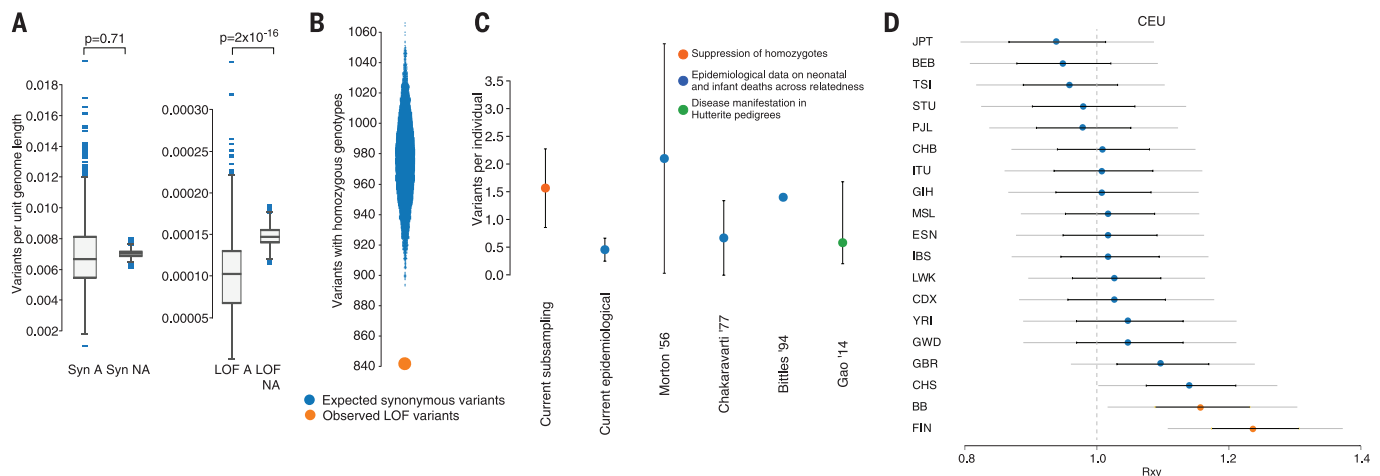 A
p=0.71
p=2x10-16
Variants per unit genome length
0.018
0.016
0.014
0.012
0.010
0.008
0.006
0.004
0.002
Syn A Syn NA
0.00030
0.00025
0.00020
0.00015
0.00010
0.00005
LOF A LOF
NA
B
Variants with homozygous genotypes
1060
1040
1020
1000
980
960
940
920
900
880
860
840
Expected synonymous variants
Observed LOF variants
C
Suppression of homozygotes
Epidemiological data on neonatal
and infant deaths across relatedness
Disease manifestation in
Hutterite pedigrees
Variants per individual
3.5
3.0
2.5
2.0
1.5
1.0
0.5
0.0
Current subsampling
Current epidemiological
Morton '56
Chakaravarti '77
Bittles '94
Gao '14
D
CEU
JPT
BEB
TSI
STU
PJL
CHB
ITU
GIH
MSL
ESN
IBS
LWK
CDX
YRI
GWD
GBR
CHS
BB
FIN
0.8
1.0
1.2
1.4
Rxy